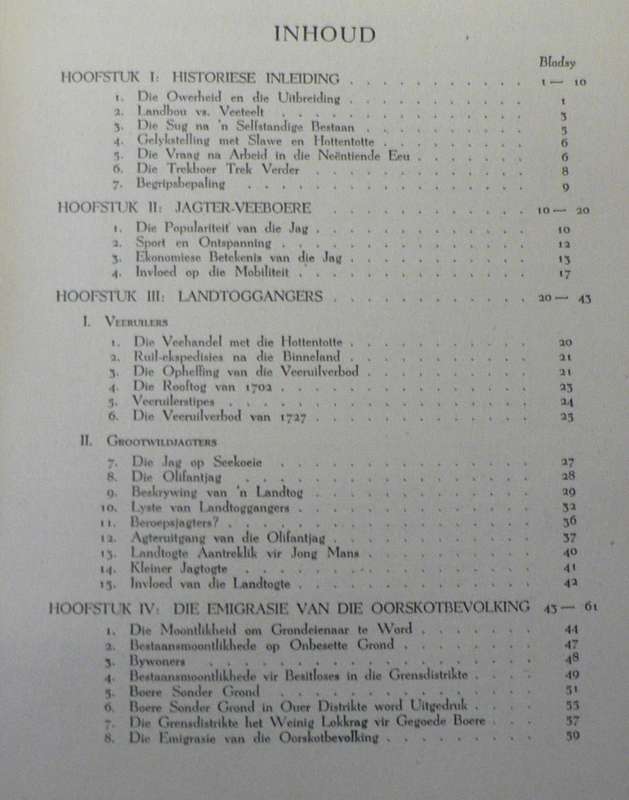 INHOUD
Bladsy
HOOFSTUK I: HISTORIESE INLEIDING . . . . . . . . . . 1 — 10
1. Die Owerheid en die Uitbreiding . . . . . . . . . . 1
2. Landbou vs. Veeteelt . . . . . . . . . . 3
3. Die Sug na 'n Selfstandige Bestaan . . . . . . . . . . 5
4. Gelykstelling met Slawe en Hottentotte . . . . . . . . . . 6
5. Die Vraag na Arbeid in die Neëntiende Eeu . . . . . . . . . . 6
6. Die Trekboer Trek Verder . . . . . . . . . . 8
7. Begripsbepaling . . . . . . . . . . 9
HOOFSTUK II: JAGTER-VEEBOERE . . . . . . . . . . 10 — 20
1. Die Populariteit van die Jag . . . . . . . . . . 10
2. Sport en Ontspanning . . . . . . . . . . 12
3. Ekonomiese Betekenis van die Jag . . . . . . . . . . 13
4. Invloed op die Mobiliteit . . . . . . . . . . 17
HOOFSTUK III: LANDTOGGANGERS . . . . . . . . . . 20 — 43
I. VEERUILERS
1. Die Veehandel met die Hottentotte . . . . . . . . . . 20
2. Ruil-ekspedisies na die Binneland . . . . . . . . . . 21
3. Die Opheffing van die Veeruilverbod . . . . . . . . . . 21
4. Die Rooftog van 1702 . . . . . . . . . . 23
5. Veeruilerstipes . . . . . . . . . . 24
6. Die Veeruilverbod van 1727 . . . . . . . . . . 25
II. GROOTWILDJAGTERS
7. Die Jag op Seekoeie . . . . . . . . . . 27
8. Die Olifantjag . . . . . . . . . . 28
9. Beskrywing van 'n Landtog . . . . . . . . . . 29
10. Lyste van Landtoggangers . . . . . . . . . . 32
11. Beroepsjagters? . . . . . . . . . . 36
12. Agteruitgang van die Olifantjag . . . . . . . . . . 37
13. Landtogte Aantreklik vir Jong Mans . . . . . . . . . . 40
14. Kleiner Jagtogte . . . . . . . . . . 41
15. Invloed van die Landtogte . . . . . . . . . . 42
HOOFSTUK IV: DIE EMIGRASIE VAN DIE OORSKOTBEVOLKING 43 — 61
1. Die Moontlikheid om Grondeienaar te Word . . . . . . . 44
2. Bestaansmoontlikhede op Onbesette Grond . . . . . . . 47
3. Bywoners . . . . . . . . . . 48
4. Bestaansmoontlikhede vir Besitloses in die Grensdistrikte . . . . 49
5. Boere Sonder Grond . . . . . . . . . . 51
6. Boere Sonder Grond in Ouer Distrikte word Uitgedruk . . . . 55
7. Die Grensdistrikte het Weinig Lokkrag vir Gegoede Boere . . . 57
8. Die Emigrasie van die Oorskotbevolking . . . . . . . . 59